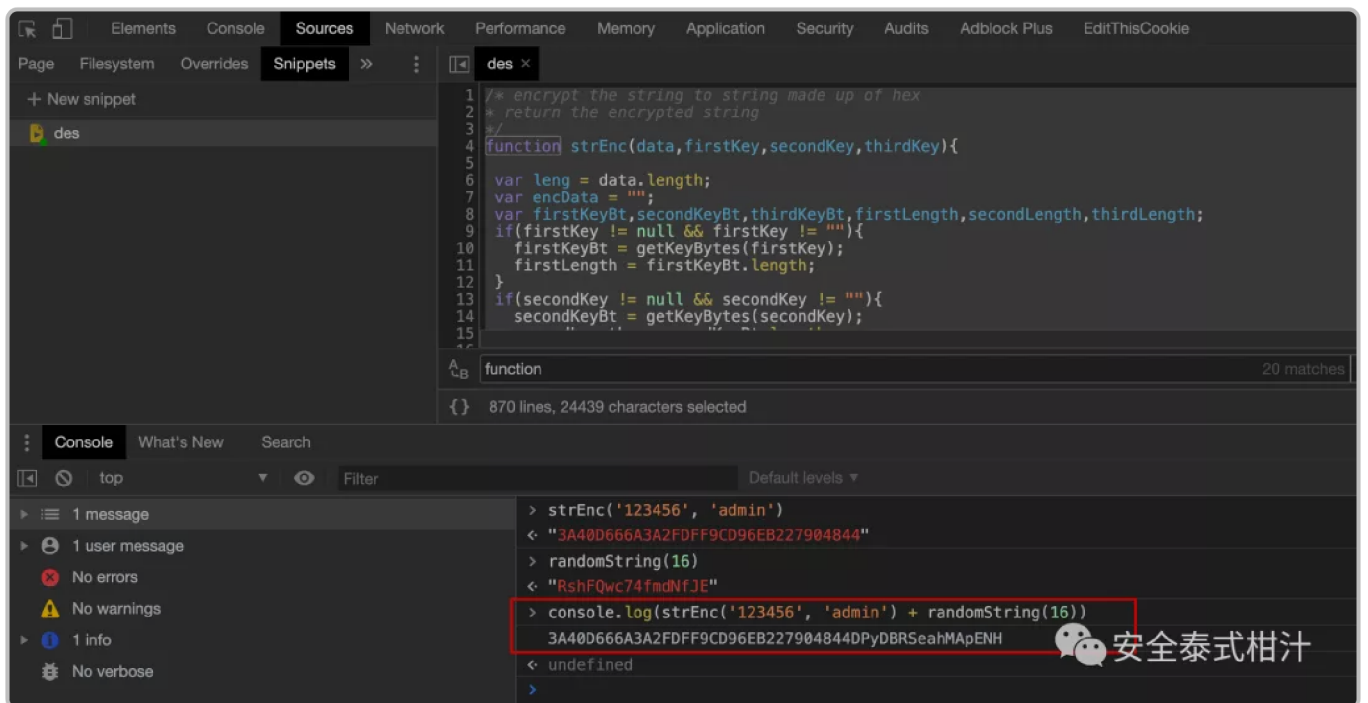 Elements Console Sources Network Performance Memory Application Security Audits Adblock Plus EditThisCookie
Page Filesystem Overrides Snippets »
des ×
+ New snippet
des
1 /* encrypt the string to string made up of hex
2 * return the encrypted string
3 */
4 function strEnc(data,firstKey,secondKey,thirdKey){
5
6 var leng = data.length;
7 var encData = "";
8 var firstKeyBt,secondKeyBt,thirdKeyBt,firstLength,secondLength,thirdLength;
9 if(firstKey != null && firstKey != ""){
10 firstKeyBt = getKeyBytes(firstKey);
11 firstLength = firstKeyBt.length;
12 }
13 if(secondKey != null && secondKey != ""){
14 secondKeyBt = getKeyBytes(secondKey);
15
function 20 matches
{} 870 lines, 24439 characters selected
Console What's New Search
top Filter Default levels ▼
1 message
1 user message
No errors
No warnings
1 info
No verbose
> strEnc('123456', 'admin')
"3A40D666A3A2FDFF9CD96EB227904844"
> randomString(16)
"RshFQwc74fmdNfJE"
> console.log(strEnc('123456', 'admin') + randomString(16))
3A40D666A3A2FDFF9CD96EB227904844DPyDBRSeahMApENH
undefined
>
安全泰式柑汁